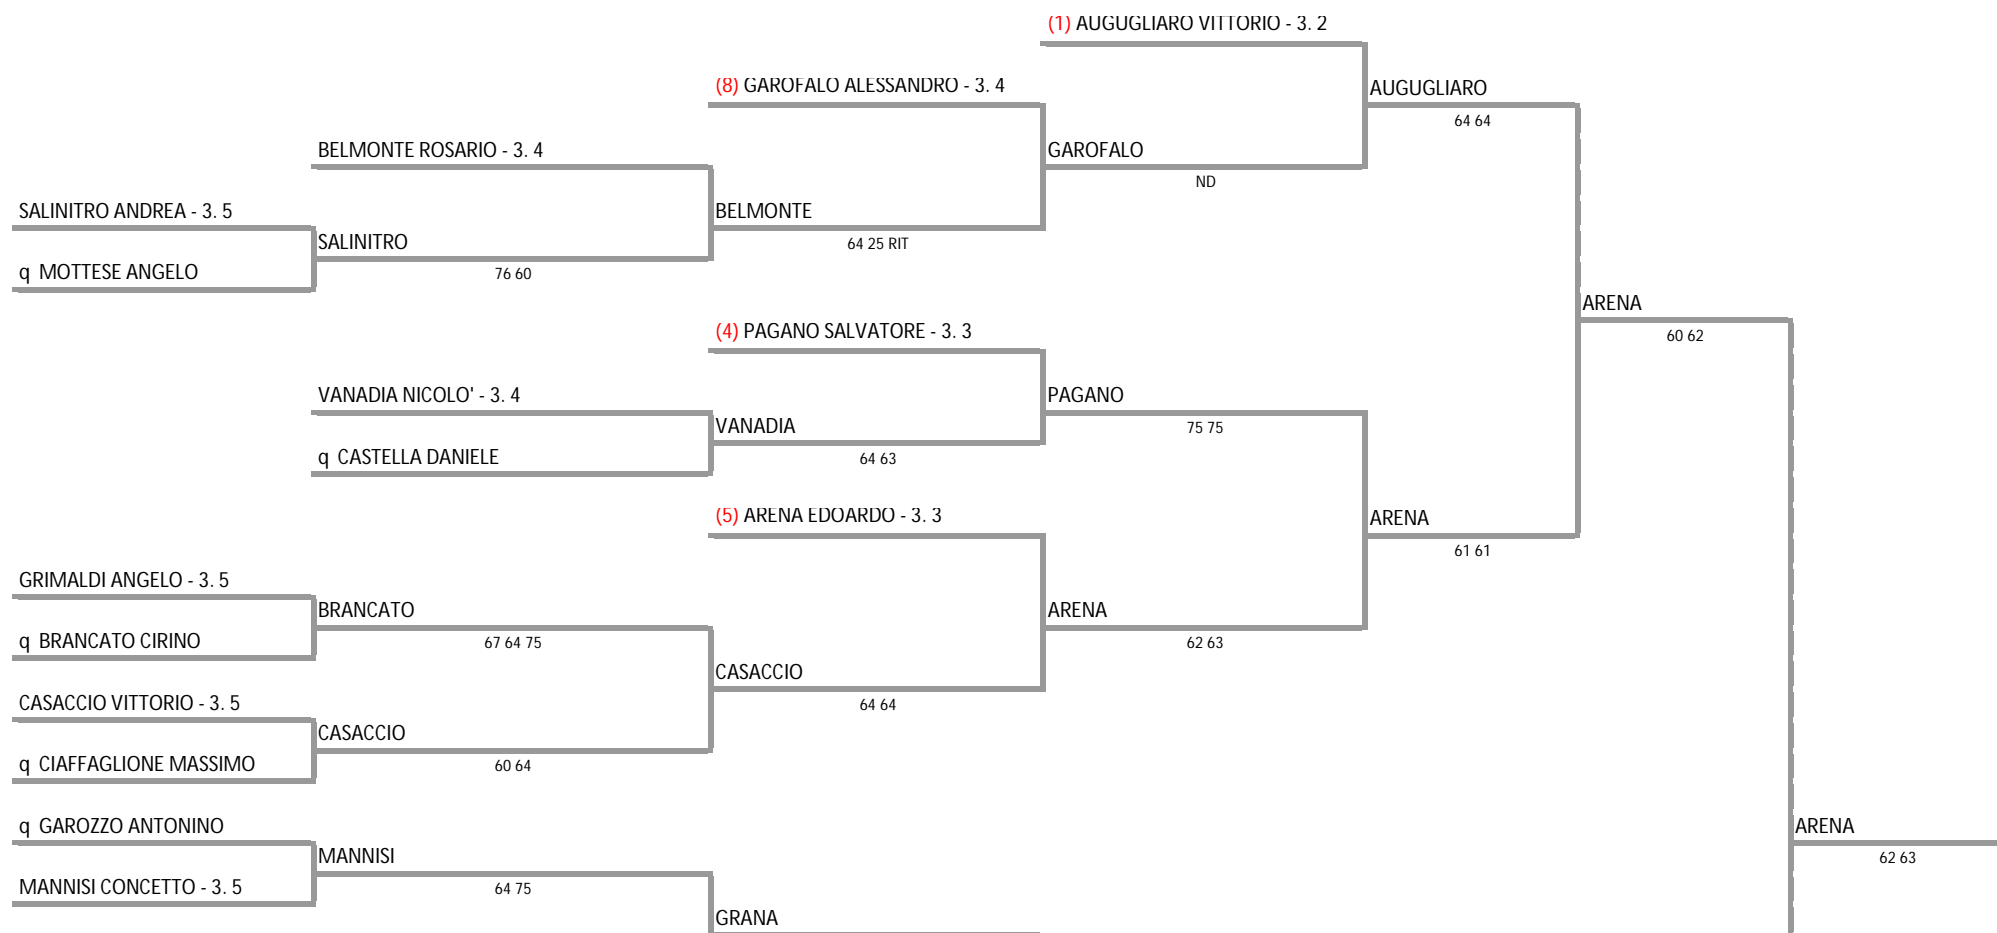 (1) AUGUGLIARO VITTORIO - 3. 2
(8) GAROFALO ALESSANDRO - 3. 4
AUGUGLIARO
64 64
BELMONTE ROSARIO - 3. 4
GAROFALO
ND
SALINITRO ANDREA - 3. 5
BELMONTE
SALINITRO
64 25 RIT
q MOTTESE ANGELO
76 60
ARENA
60 62
(4) PAGANO SALVATORE - 3. 3
VANADIA NICOLO' - 3. 4
PAGANO
75 75
VANADIA
q CASTELLA DANIELE
64 63
(5) ARENA EDOARDO - 3. 3
ARENA
61 61
GRIMALDI ANGELO - 3. 5
BRANCATO
ARENA
q BRANCATO CIRINO
67 64 75
62 63
CASACCIO
CASACCIO VITTORIO - 3. 5
64 64
CASACCIO
q CIAFFAGLIONE MASSIMO
60 64
q GAROZZO ANTONINO
ARENA
MANNISI
62 63
MANNISI CONCETTO - 3. 5
64 75
GRANA